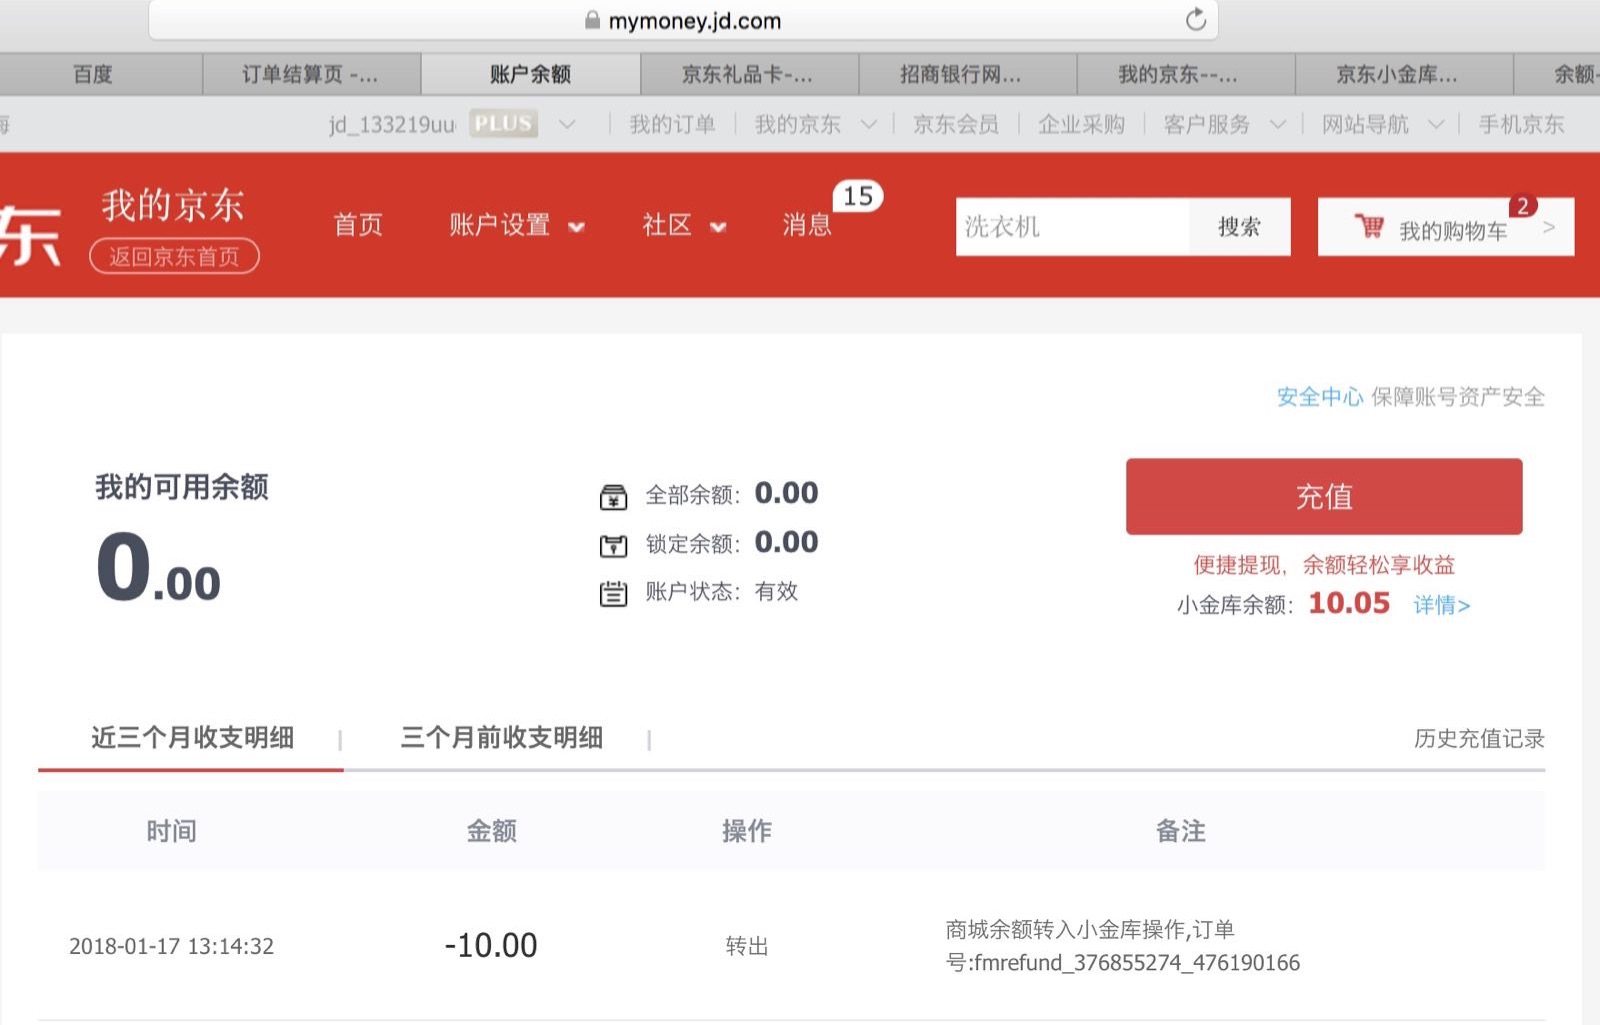 mymoney.jd.com
百度
订单结算页 -...
账户余额
京东礼品卡-...
招商银行网...
我的京东--...
京东小金库...
余额-
jd_133219uu
PLUS
我的订单
我的京东
京东会员
企业采购
客户服务
网站导航
手机京东
东
我的京东
返回京东首页
首页
账户设置
社区
消息
15
洗衣机
搜索
我的购物车
2
>
安全中心 保障账号资产安全
我的可用余额
0.00
全部余额：0.00
锁定余额：0.00
账户状态：有效
充值
便捷提现，余额轻松享收益
小金库余额：10.05 详情>
近三个月收支明细
三个月前收支明细
历史充值记录
时间 金额 操作 备注
2018-01-17 13:14:32 -10.00 转出 商城余额转入小金库操作,订单
号:fmrefund_376855274_476190166